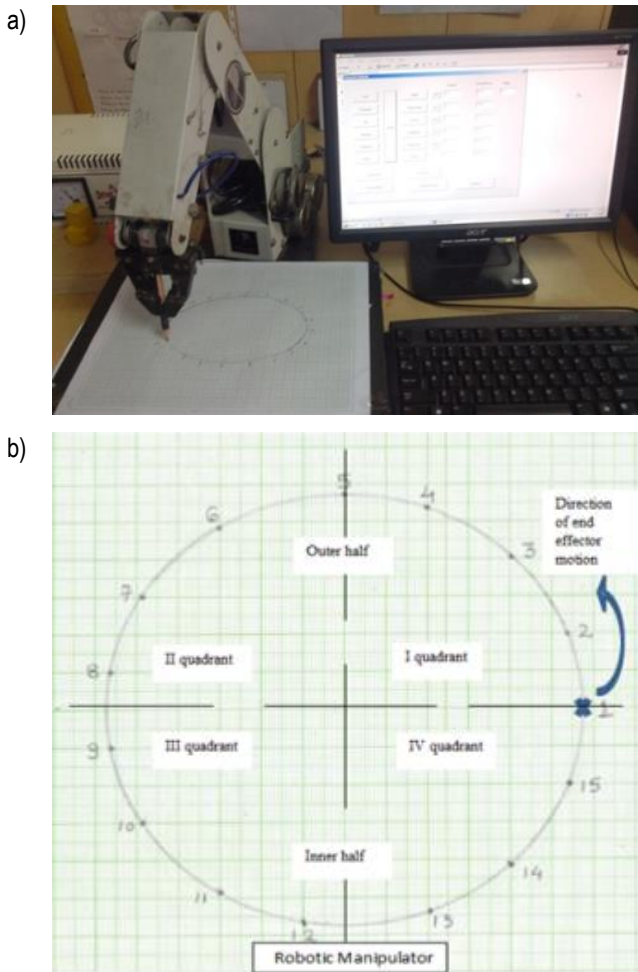 a)
acer
b)
5
4
6
Direction
of end
effector
motion
3
Outer half
7
2
II quadrant
I quadrant
8
1
9
III quadrant
IV quadrant
15
10
Inner half
14
11
12
13
Robotic Manipulator